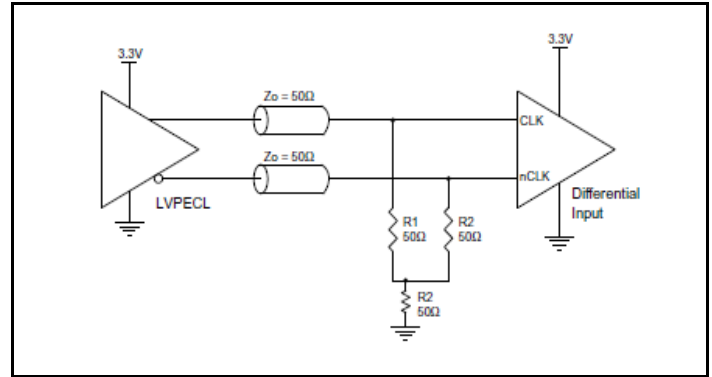 3.3V
3.3V
Zo = 50Ω
CLK
Zo = 50Ω
nCLK
LVPECL
Differential
Input
R1
50Ω
R2
50Ω
R2
50Ω